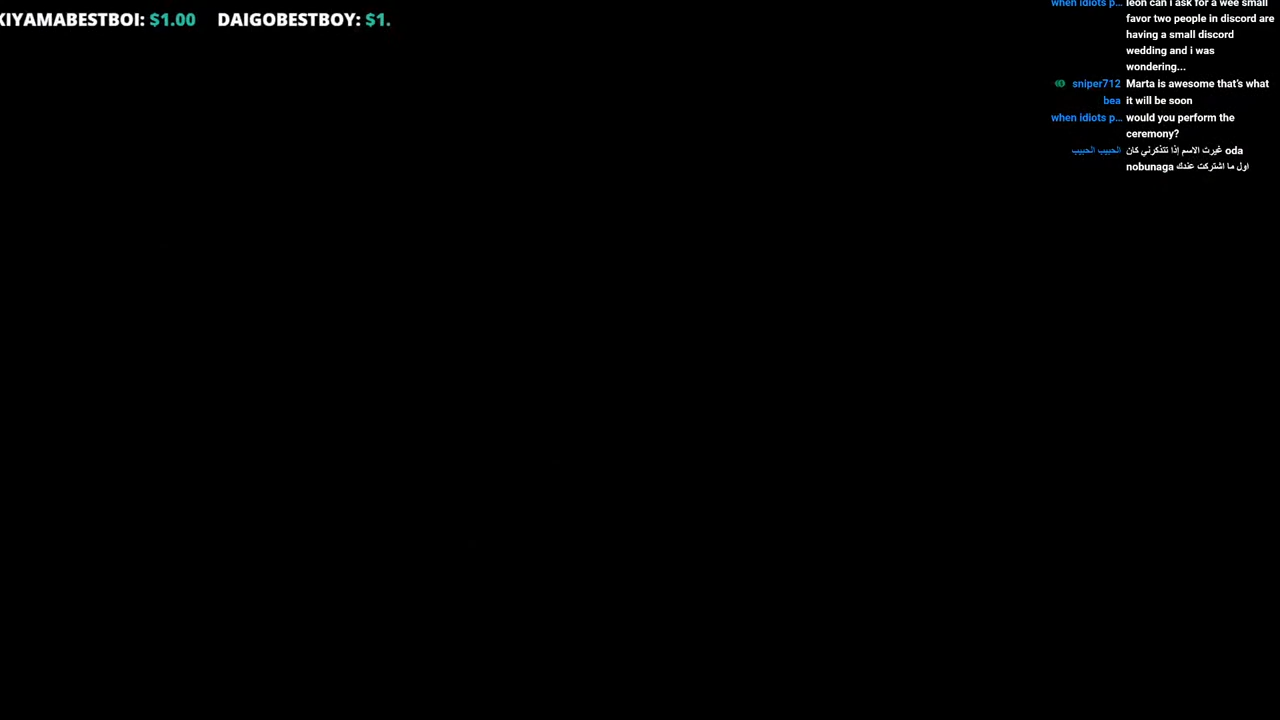 KIYAMABESTBOI: $1.00 DAIGOBESTBOY: $1.
when idiots p... leon can i ask for a wee small
favor two people in discord are
having a small discord
wedding and i was
wondering...
sniper712 Marta is awesome that's what
bea it will be soon
when idiots p... would you perform the
ceremony?
الحبيب الحبيب غيرت الاسم إذا تتذكرني كان oda
nobunaga اول ما اشتركت عندك